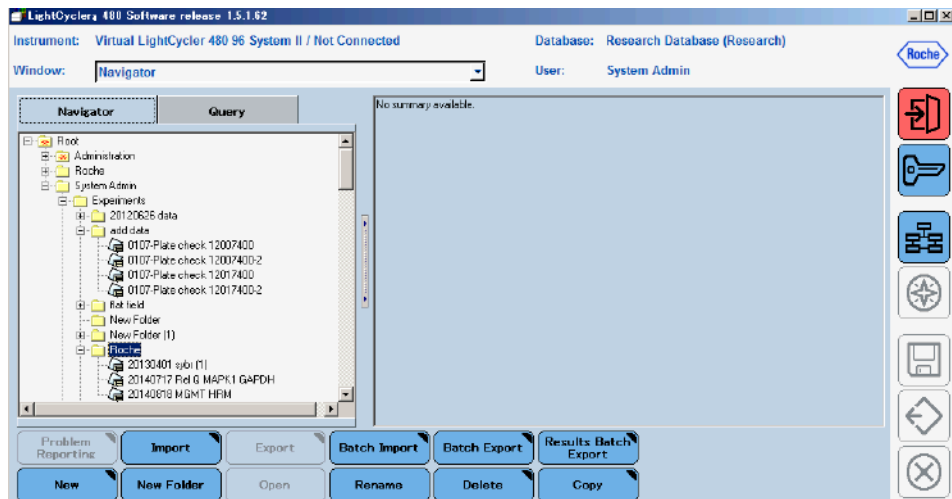 LightCycler¿ 480 Software release 1.5.1.62
Instrument: Virtual LightCycler 480 96 System II / Not Connected
Database: Research Database (Research)
Window: Navigator
User: System Admin
Roche
Navigator
Query
No summary available.
Root
Administration
Roche
System Admin
Experiments
20120626 data
add data
0107-Plate check 12007400
0107-Plate check 12007400-2
0107-Plate check 12017400
0107-Plate check 12017400-2
flat field
New Folder
New Folder (1)
Roche
20130401 sybr (1)
20140717 Rel Q MAPK1 GAPDH
20140818 MGMT HRM
Problem Reporting
Import
Export
Batch Import
Batch Export
Results Batch Export
New
New Folder
Open
Rename
Delete
Copy